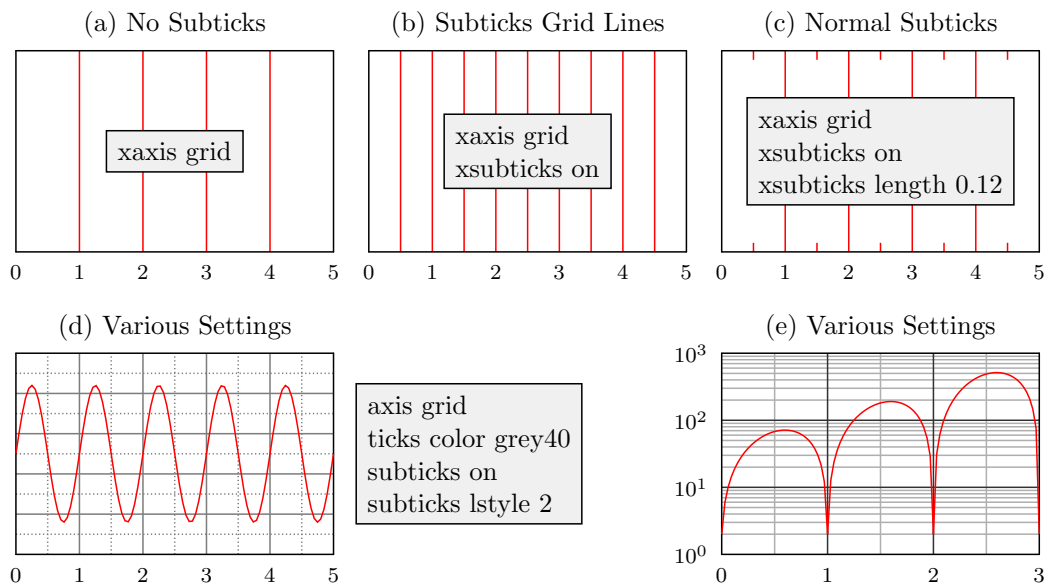 (a) No Subticks
(b) Subticks Grid Lines
(c) Normal Subticks
xaxis grid
xaxis grid
xsubticks on
xaxis grid
xsubticks on
xsubticks length 0.12
0 1 2 3 4 5
0 1 2 3 4 5
0 1 2 3 4 5
(d) Various Settings
(e) Various Settings
axis grid
ticks color grey40
subticks on
subticks lstyle 2
10³
10²
10¹
10⁰
0 1 2 3 4 5
0 1 2 3